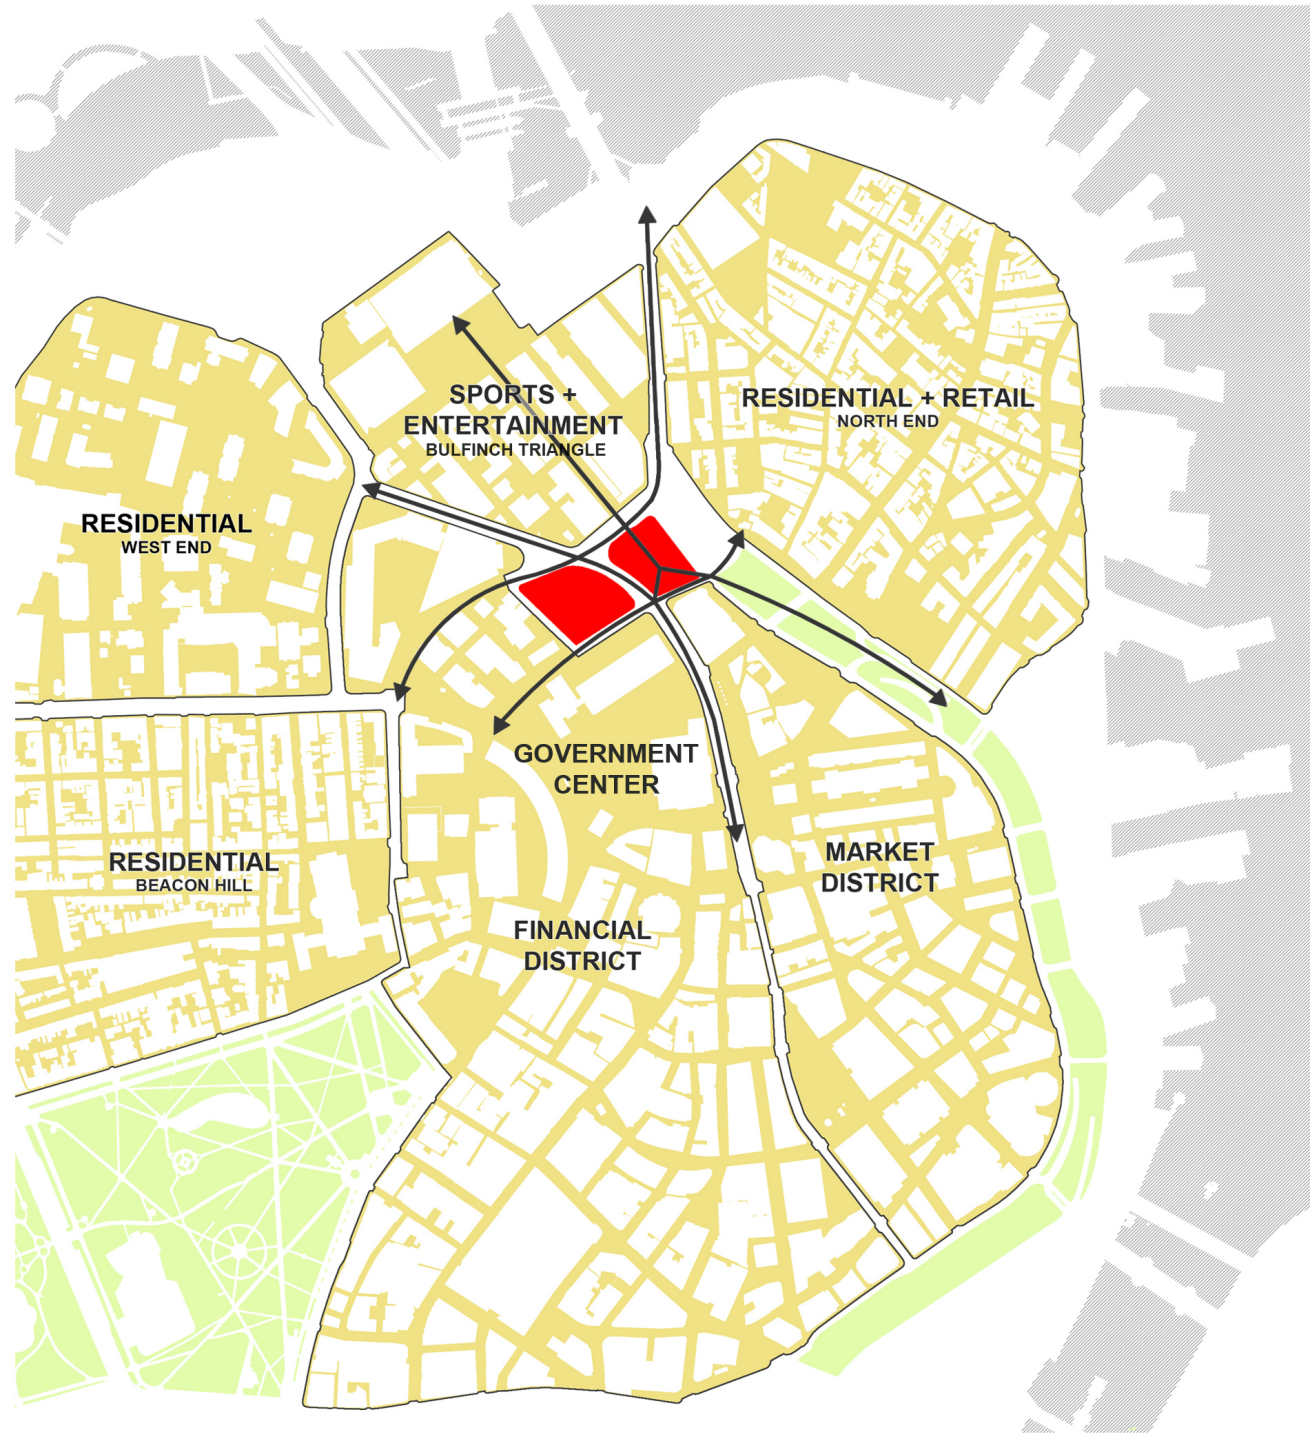 SPORTS +
ENTERTAINMENT
BULFINCH TRIANGLE
RESIDENTIAL + RETAIL
NORTH END
RESIDENTIAL
WEST END
GOVERNMENT
CENTER
RESIDENTIAL
BEACON HILL
MARKET
DISTRICT
FINANCIAL
DISTRICT